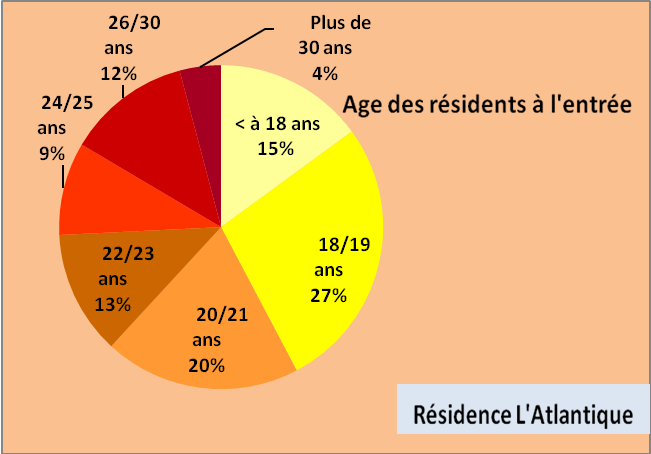 Age des résidents à l'entrée
< à 18 ans
15%
18/19
ans
27%
20/21
ans
20%
22/23
ans
13%
24/25
ans
9%
26/30
ans
12%
Plus de
30 ans
4%
Résidence L'Atlantique